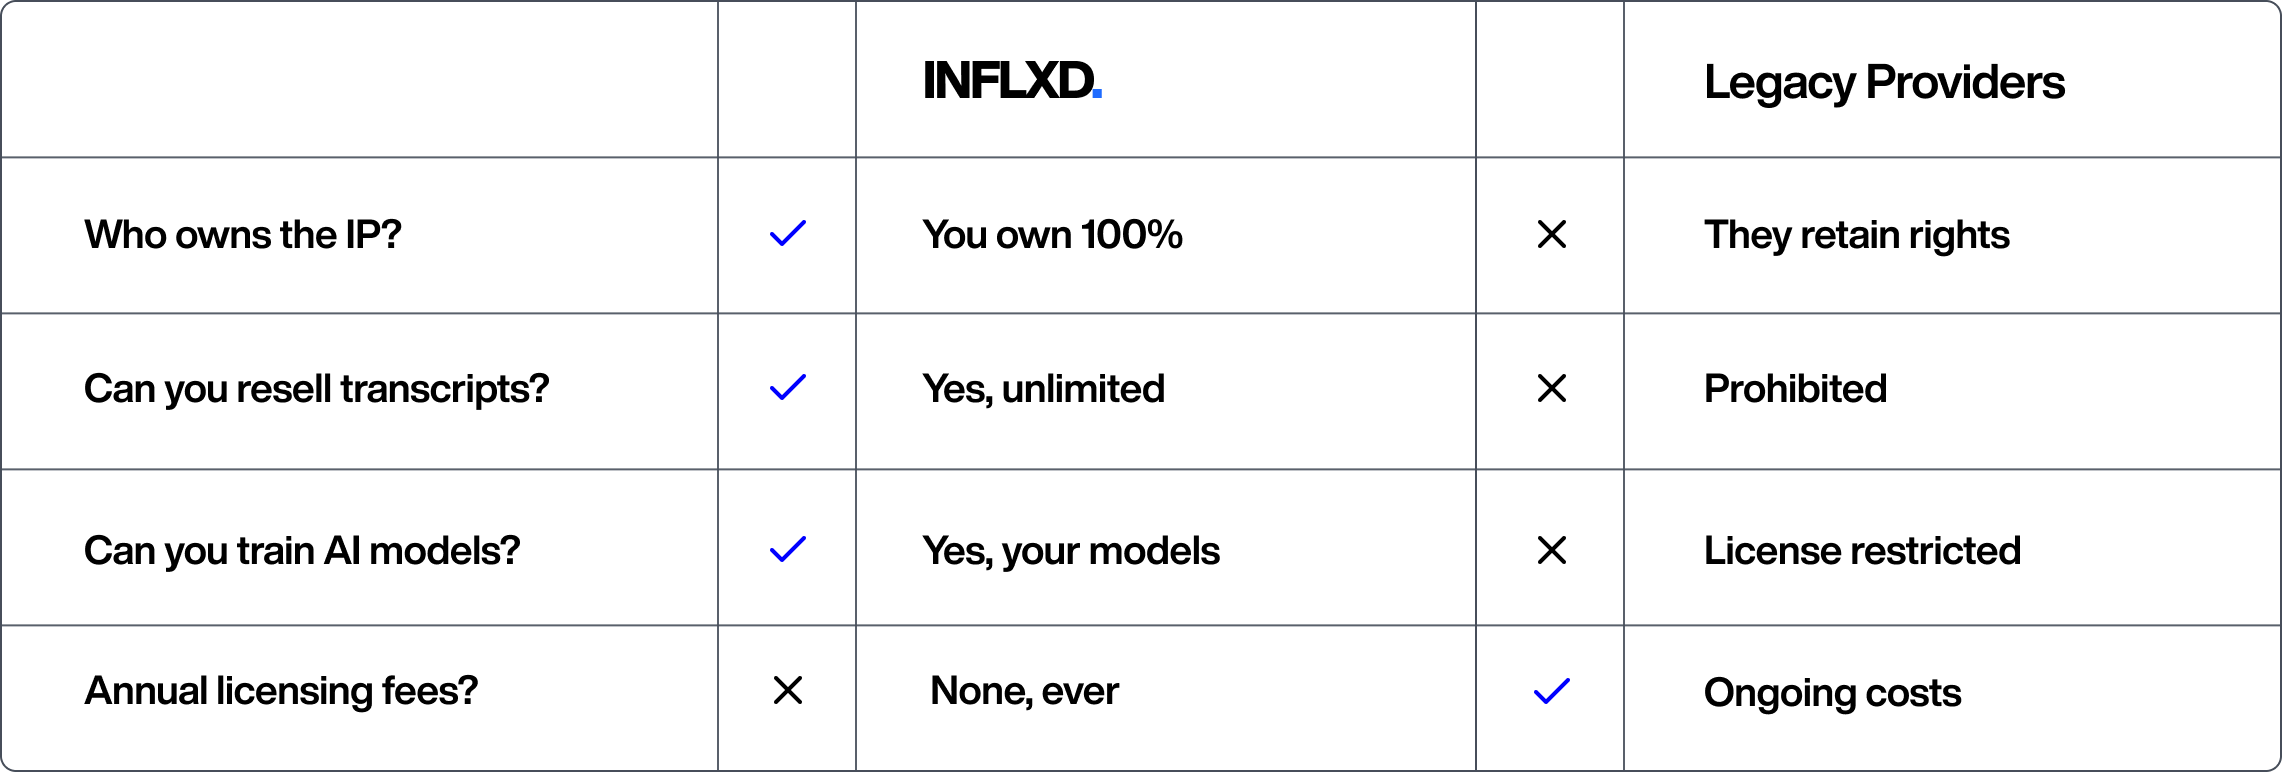 INFLXD.
Legacy Providers
Who owns the IP?
You own 100%
They retain rights
Can you resell transcripts?
Yes, unlimited
Prohibited
Can you train AI models?
Yes, your models
License restricted
Annual licensing fees?
None, ever
Ongoing costs